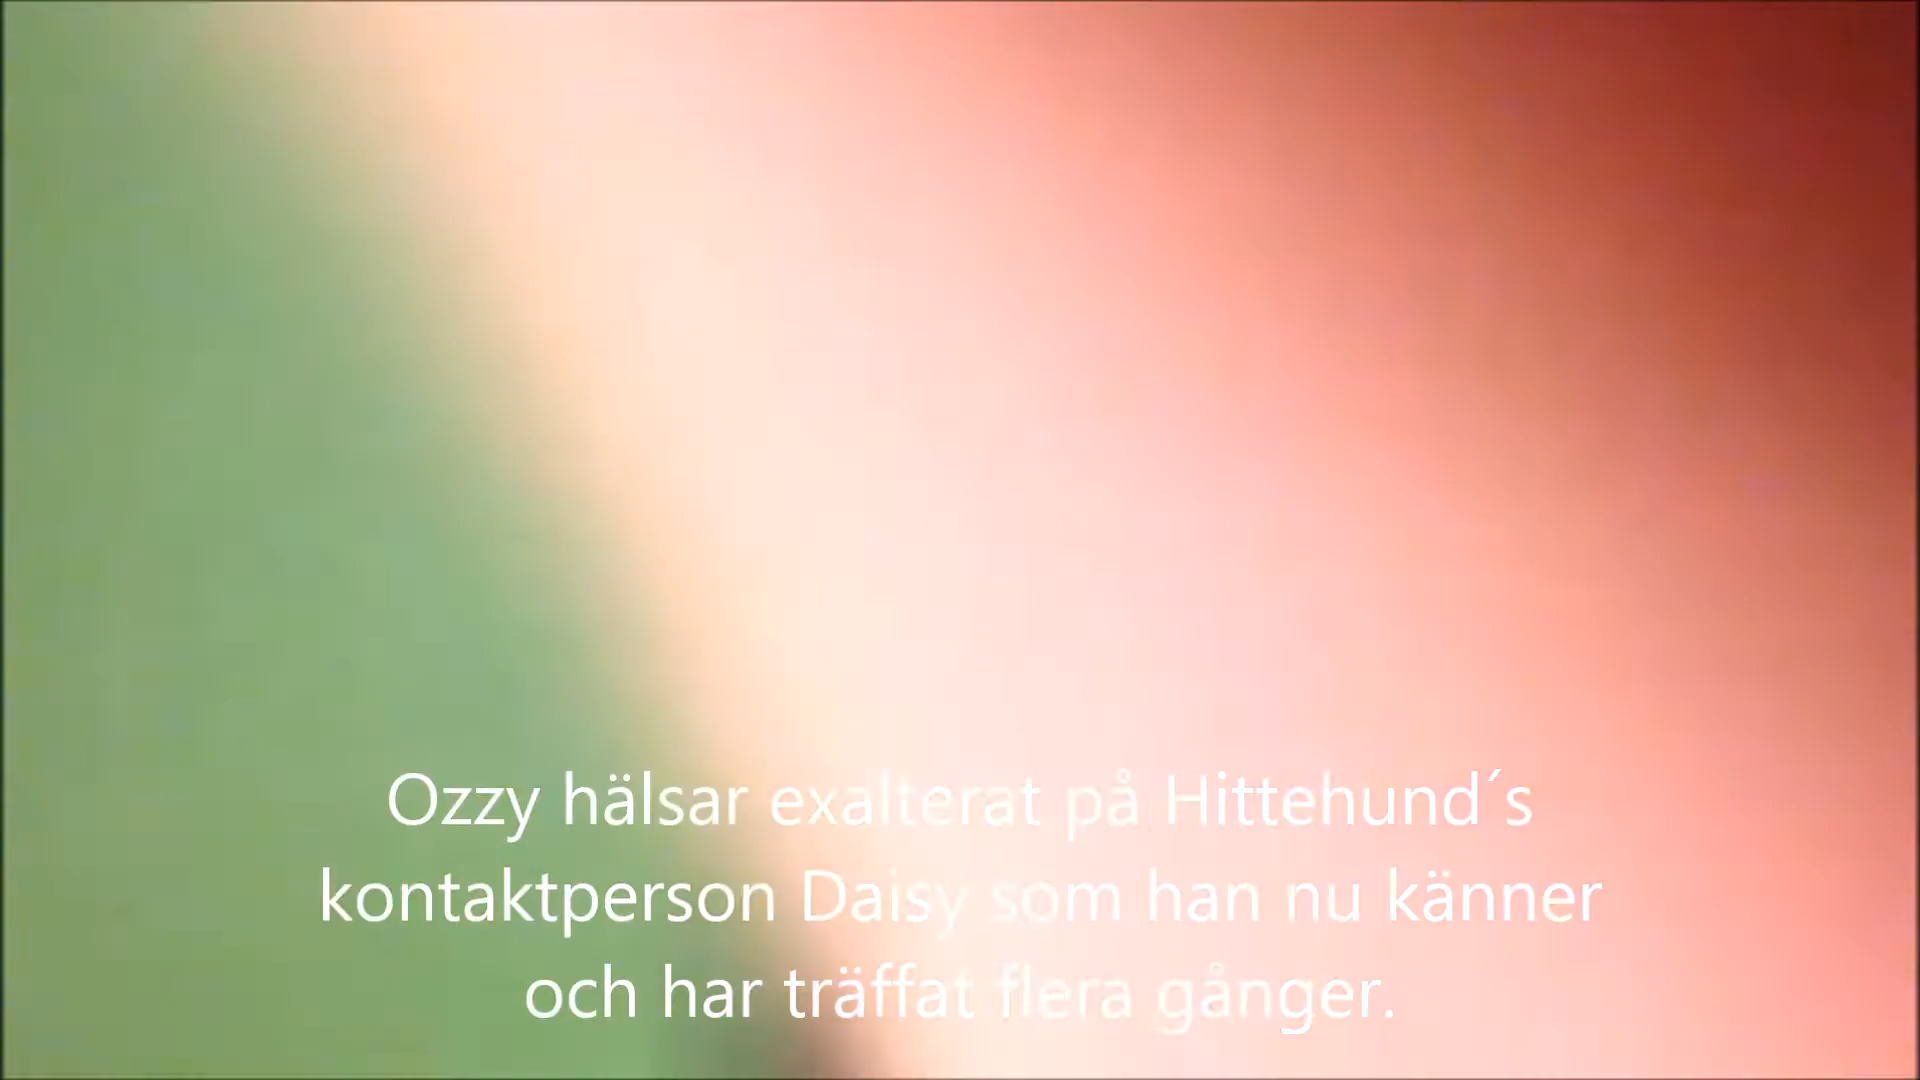 Ozzy hälsar exalterat på Hittehund´s
kontaktperson Daisy som han nu känner
och har träffat flera gånger.